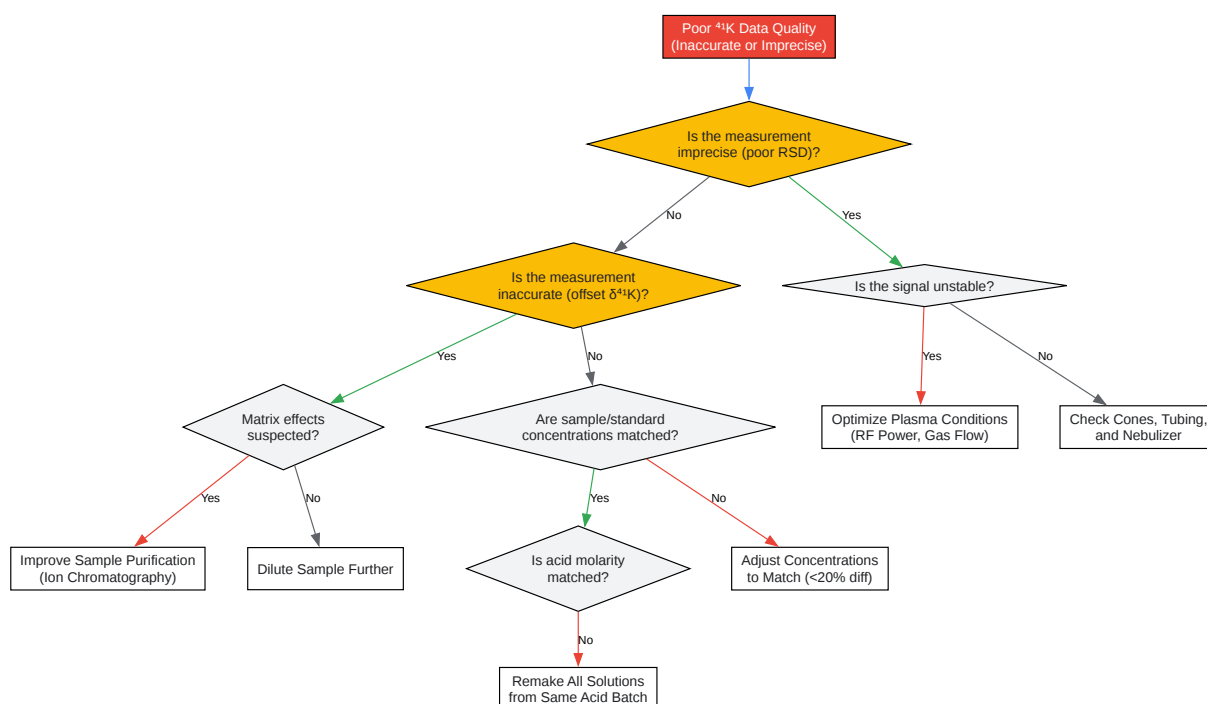 Poor ⁴¹K Data Quality
(Inaccurate or Imprecise)
Is the measurement
imprecise (poor RSD)?
No
Yes
Is the measurement
inaccurate (offset δ⁴¹K)?
Is the signal unstable?
Yes
No
Yes
No
Matrix effects
suspected?
Are sample/standard
concentrations matched?
Optimize Plasma Conditions
(RF Power, Gas Flow)
Check Cones, Tubing,
and Nebulizer
Yes
No
Yes
No
Improve Sample Purification
(Ion Chromatography)
Dilute Sample Further
Is acid molarity
matched?
Adjust Concentrations
to Match (<20% diff)
No
Remake All Solutions
from Same Acid Batch